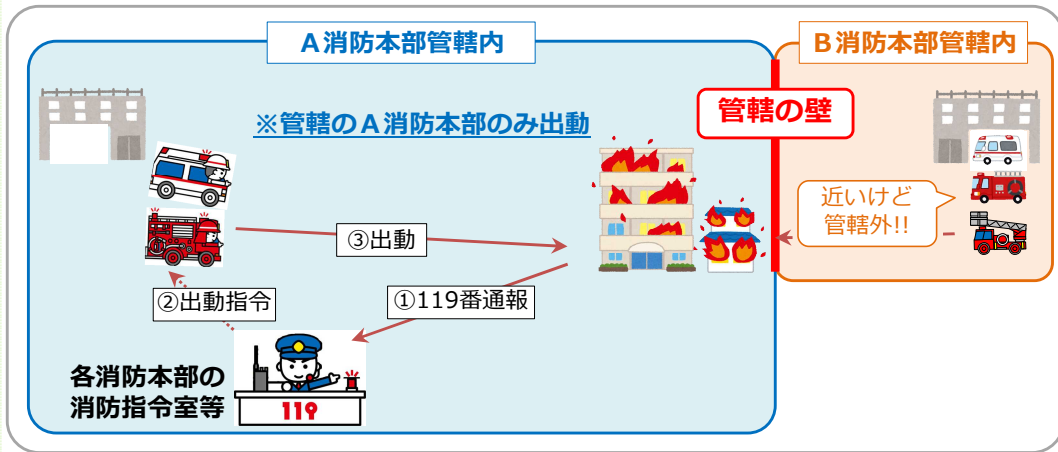 A消防本部管轄内
B消防本部管轄内
※管轄のA消防本部のみ出動
管轄の壁
近いけど
管轄外!!
③出動
②出動指令
①119番通報
各消防本部の
消防指令室等
119